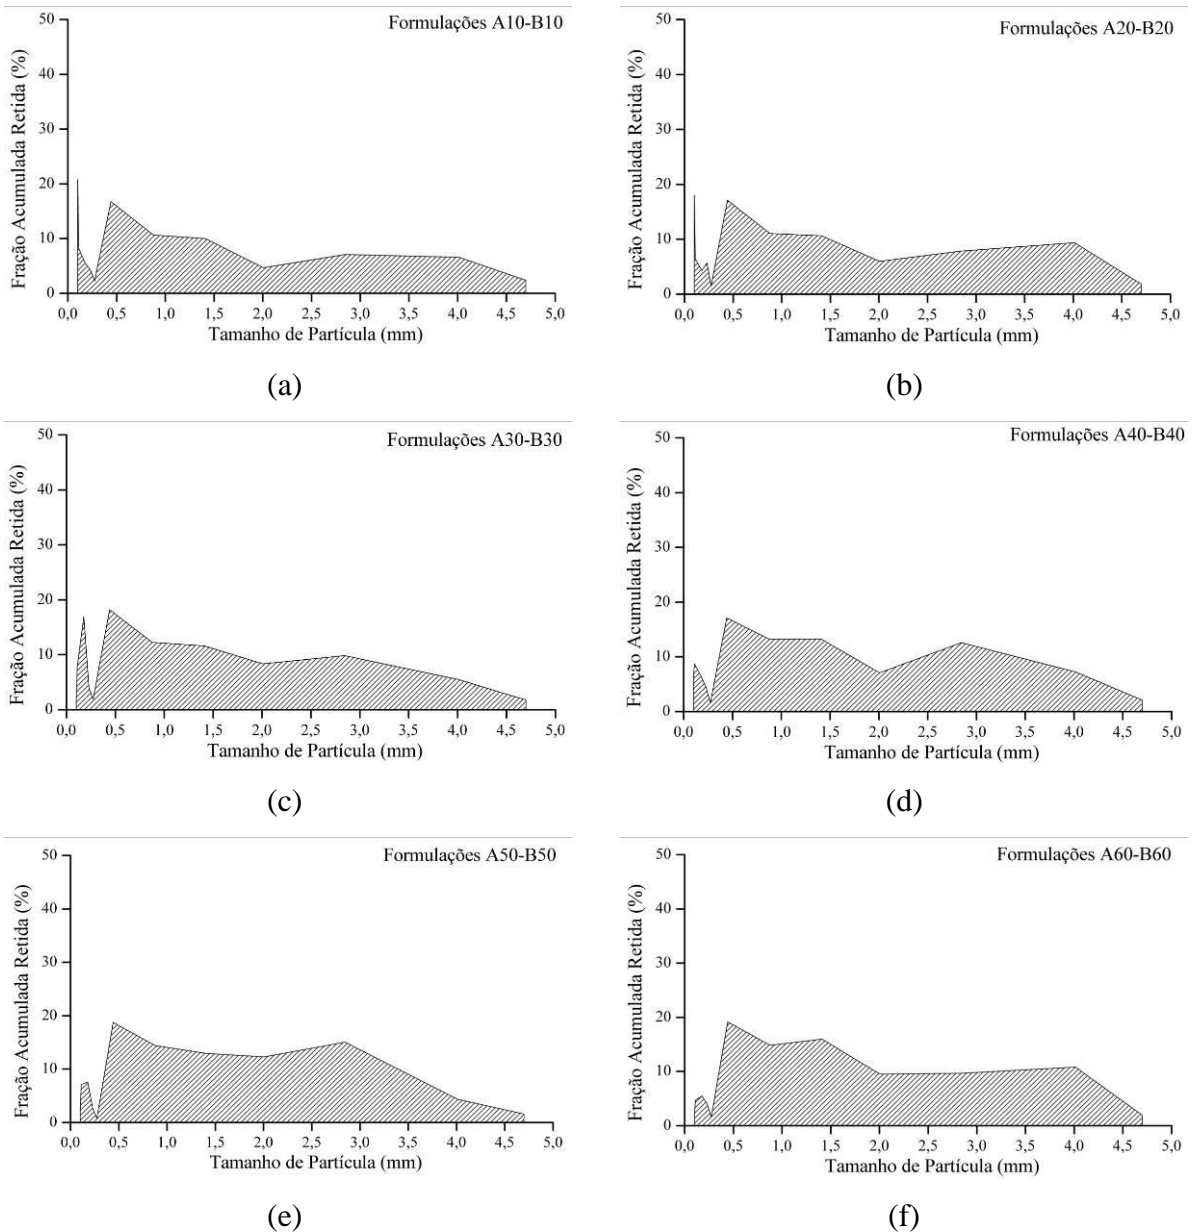 Formulações A10-B10
Fração Acumulada Retida (%)
50
40
30
20
10
0
0,0 0,5 1,0 1,5 2,0 2,5 3,0 3,5 4,0 4,5 5,0
Tamanho de Partícula (mm)
(a)
Formulações A20-B20
Fração Acumulada Retida (%)
50
40
30
20
10
0
0,0 0,5 1,0 1,5 2,0 2,5 3,0 3,5 4,0 4,5 5,0
Tamanho de Partícula (mm)
(b)
Formulações A30-B30
Fração Acumulada Retida (%)
50
40
30
20
10
0
0,0 0,5 1,0 1,5 2,0 2,5 3,0 3,5 4,0 4,5 5,0
Tamanho de Partícula (mm)
(c)
Formulações A40-B40
Fração Acumulada Retida (%)
50
40
30
20
10
0
0,0 0,5 1,0 1,5 2,0 2,5 3,0 3,5 4,0 4,5 5,0
Tamanho de Partícula (mm)
(d)
Formulações A50-B50
Fração Acumulada Retida (%)
50
40
30
20
10
0
0,0 0,5 1,0 1,5 2,0 2,5 3,0 3,5 4,0 4,5 5,0
Tamanho de Partícula (mm)
(e)
Formulações A60-B60
Fração Acumulada Retida (%)
50
40
30
20
10
0
0,0 0,5 1,0 1,5 2,0 2,5 3,0 3,5 4,0 4,5 5,0
Tamanho de Partícula (mm)
(f)